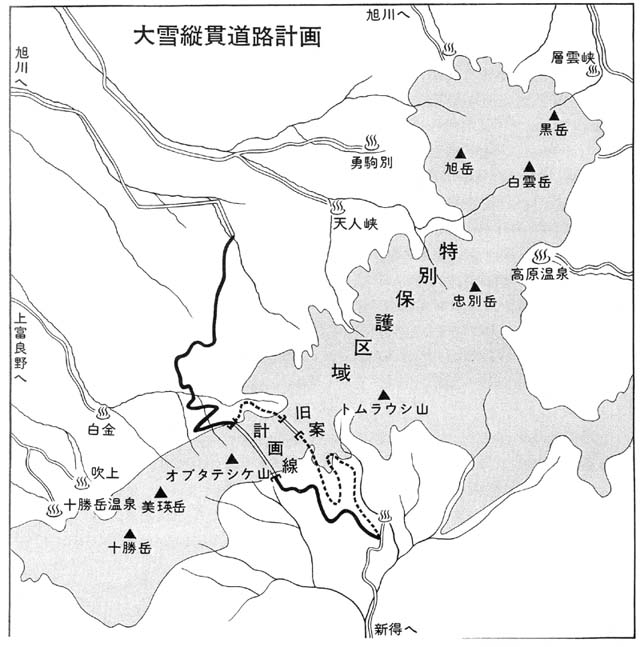 大雪縦貫道路計画
旭川へ
旭川へ
層雲峡
黒岳
勇駒別
旭岳
白雲岳
天人峡
特別保護区域
高原温泉
忠別岳
上富良野へ
トムラウシ山
旧案
計画線
白金
吹上
オプタテシケ山
十勝岳温泉
美瑛岳
十勝岳
新得へ